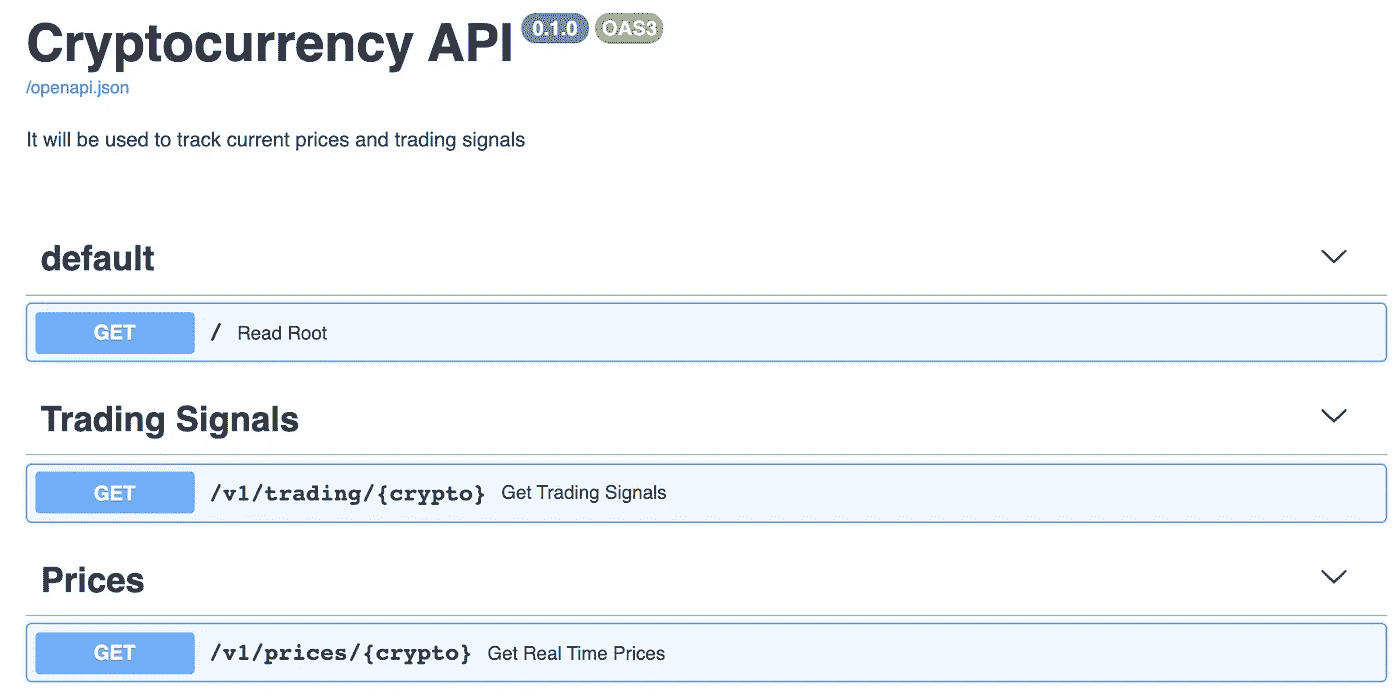 Cryptocurrency API 0.1.0 OAS3
/openapi.json
It will be used to track current prices and trading signals
default
GET / Read Root
Trading Signals
GET /v1/trading/{crypto} Get Trading Signals
Prices
GET /v1/prices/{crypto} Get Real Time Prices